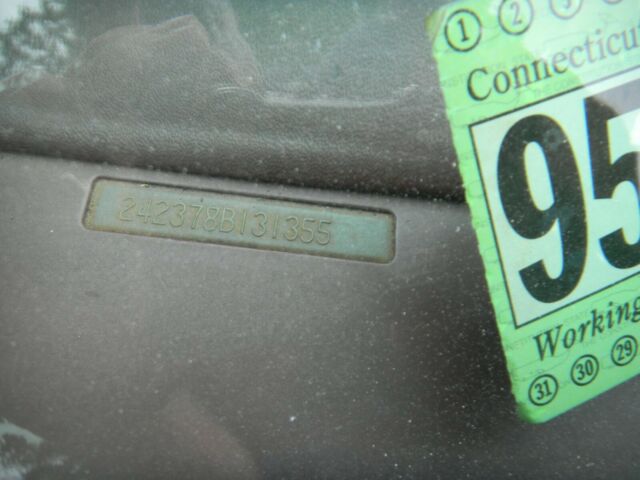 242378B131355
1 2 3
Connecticu
95
Working
31 30 29